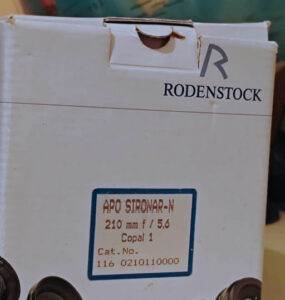 R
RODENSTOCK
APO SIRONAR-N
210 mm f / 5,6
Copal 1
Cat.No.
116 0210110000